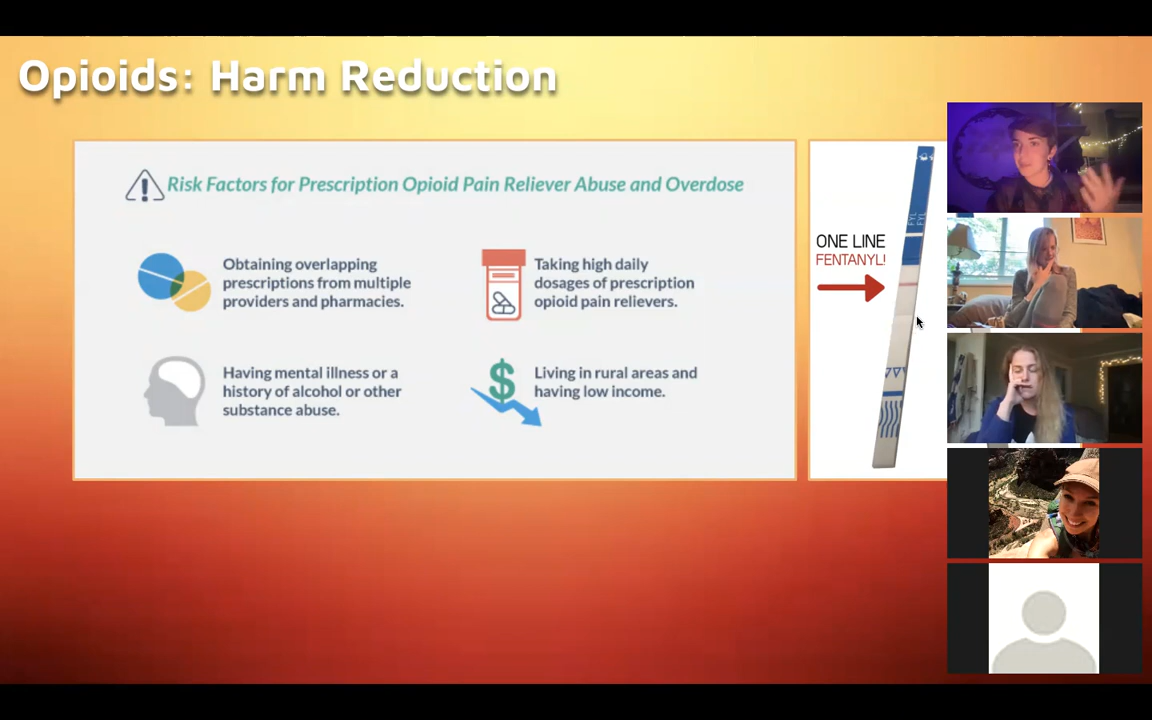 Opioids: Harm Reduction
Risk Factors for Prescription Opioid Pain Reliever Abuse and Overdose
Obtaining overlapping
prescriptions from multiple
providers and pharmacies.
Taking high daily
dosages of prescription
opioid pain relievers.
Having mental illness or a
history of alcohol or other
substance abuse.
$
Living in rural areas and
having low income.
ONE LINE
FENTANYL!
FYL
FYL